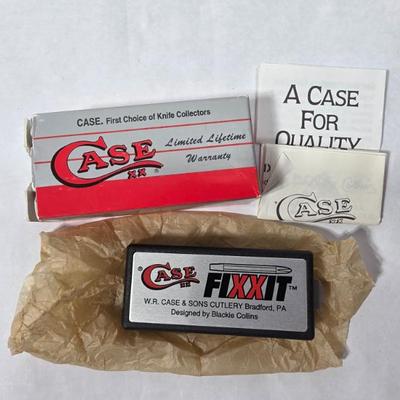 CASE. First Choice of Knife Collectors
CASE XX ®
Limited Lifetime
Warranty
A CASE
FOR
QUALITY
D
CASE
XX
CASE XX
FIXXIT™
W.R. CASE & SONS CUTLERY Bradford, PA
Designed by Blackie Collins